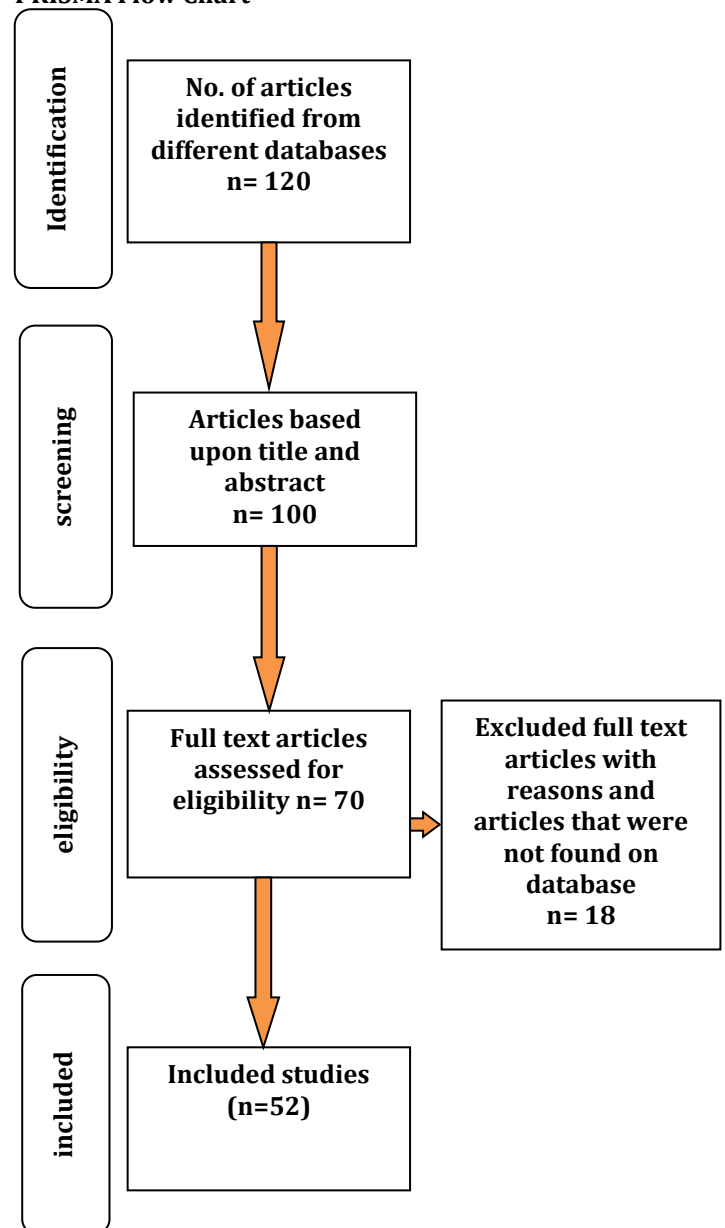 PRISMA Flow Chart
Identification
No. of articles
identified from
different databases
n= 120
screening
Articles based
upon title and
abstract
n= 100
eligibility
Full text articles
assessed for
eligibility n= 70
Excluded full text
articles with
reasons and
articles that were
not found on
database
n= 18
included
Included studies
(n=52)